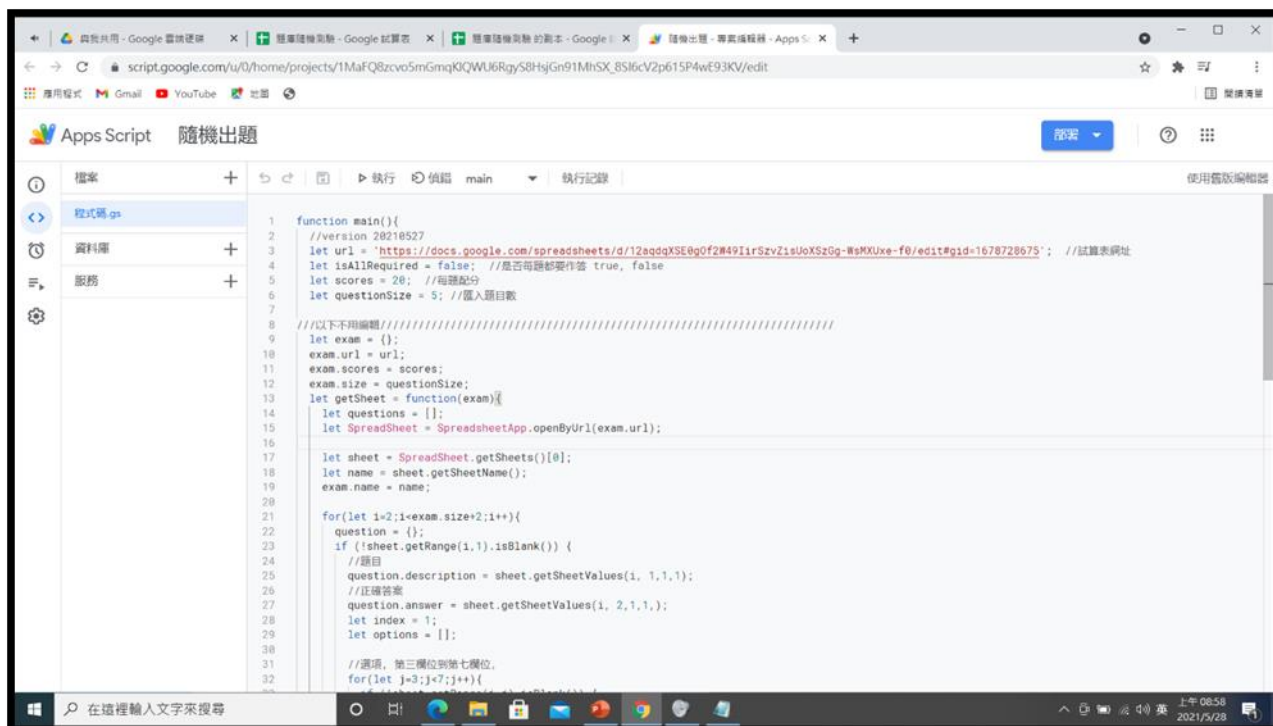 與我共用 - Google 雲端硬碟
題庫隨機測驗 - Google 試算表
題庫隨機測驗 的副本 - Google
隨機出題 - 專案編輯器 - Apps Sc
script.google.com/u/0/home/projects/1MaFQ8zcvo5mGmqKlQWU6RgyS8HsjGn91MhSX_8SI6cV2p615P4wE93KV/edit
應用程式 Gmail YouTube 地圖
閱讀清單
Apps Script 隨機出題
部署
檔案
執行 偵錯 main 執行記錄
使用舊版編輯器
程式碼.gs
資料庫
服務
1 function main(){
2 //version 20210527
3 let url = 'https://docs.google.com/spreadsheets/d/12aqdqXSE0gOf2W49IirSzvZisUoXSzGg-WsMXUxe-f0/edit#gid=1678728675'; //試算表網址
4 let isAllRequired = false; //是否每題都要作答 true, false
5 let scores = 20; //每題配分
6 let questionSize = 5; //匯入題目數
7
8 ///以下不用編輯///////////////////////////////////////////////////////////////////////
9 let exam = {};
10 exam.url = url;
11 exam.scores = scores;
12 exam.size = questionSize;
13 let getSheet = function(exam){
14 let questions = [];
15 let SpreadSheet = SpreadsheetApp.openByUrl(exam.url);
16
17 let sheet = SpreadSheet.getSheets()[0];
18 let name = sheet.getSheetName();
19 exam.name = name;
20
21 for(let i=2;i<exam.size+2;i++){
22 question = {};
23 if (!sheet.getRange(i,1).isBlank()) {
24 //題目
25 question.description = sheet.getSheetValues(i, 1,1,1);
26 //正確答案
27 question.answer = sheet.getSheetValues(i, 2,1,1,);
28 let index = 1;
29 let options = [];
30
31 //選項, 第三欄位到第七欄位,
32 for(let j=3;j<7;j++){
在這裡輸入文字來搜尋
英
上午 08:58
2021/5/28